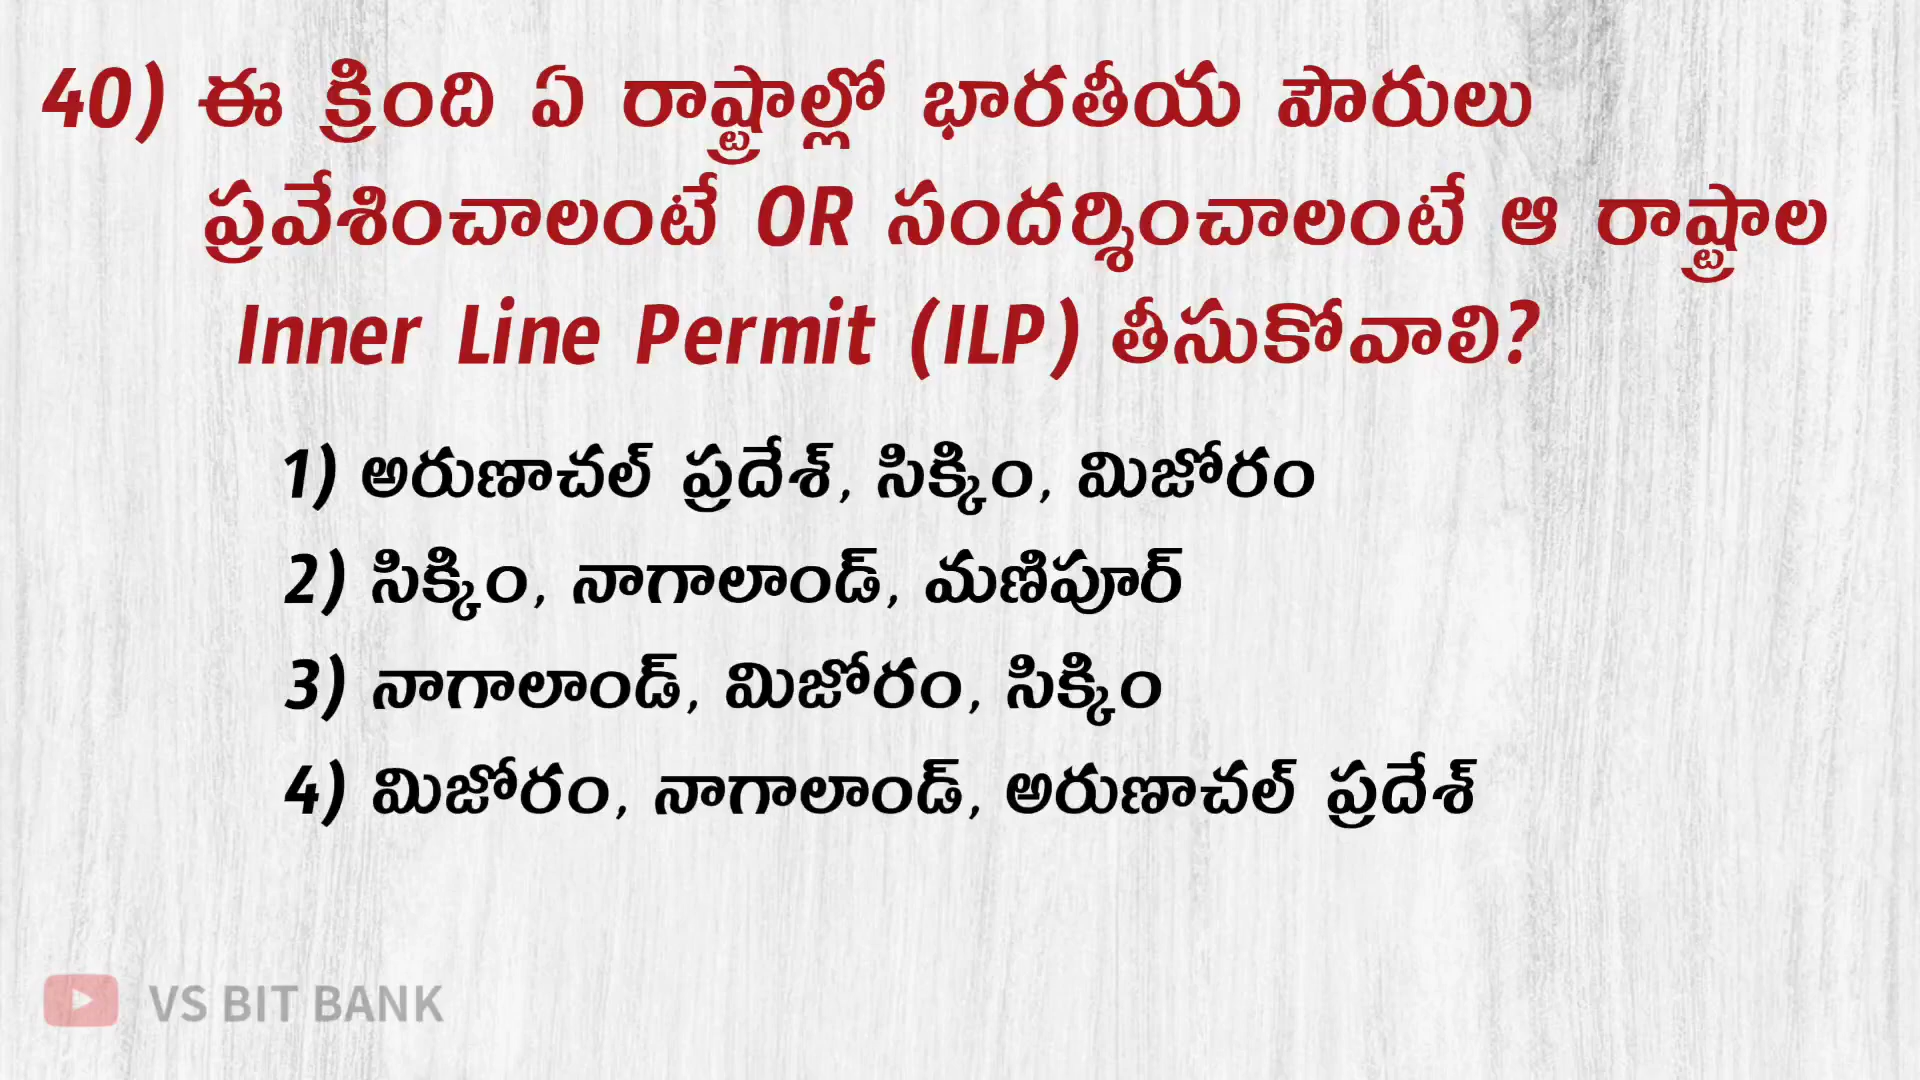 40) ఈ క్రింది ఏ రాష్ట్రాల్లో భారతీయ పౌరులు
ప్రవేశించాలంటే OR సందర్శించాలంటే ఆ రాష్ట్రాల
Inner Line Permit (ILP) తీసుకోవాలి?
1) అరుణాచల్ ప్రదేశ్, సిక్కిం, మిజోరం
2) సిక్కిం, నాగాలాండ్, మణిపూర్
3) నాగాలాండ్, మిజోరం, సిక్కిం
4) మిజోరం, నాగాలాండ్, అరుణాచల్ ప్రదేశ్
VS BIT BANK